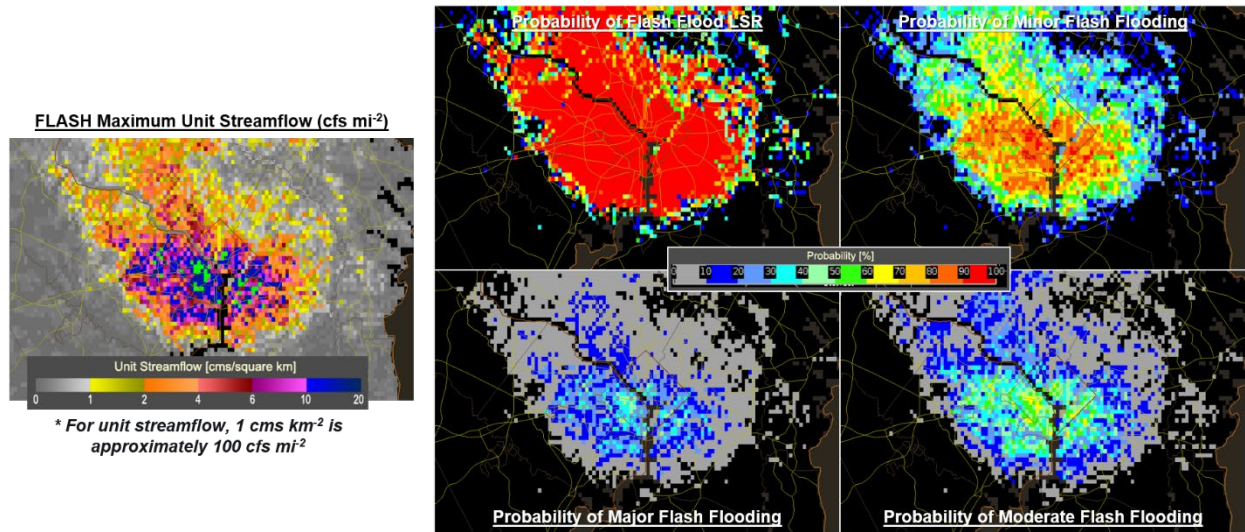 FLASH Maximum Unit Streamflow (cfs mi-2)
Unit Streamflow [cms/square km]
0 1 2 4 6 10 20
* For unit streamflow, 1 cms km-2 is
approximately 100 cfs mi-2
Probability of Flash Flood LSR
Probability of Minor Flash Flooding
Probability [%]
0 10 20 30 40 50 60 70 80 90 100
Probability of Major Flash Flooding
Probability of Moderate Flash Flooding